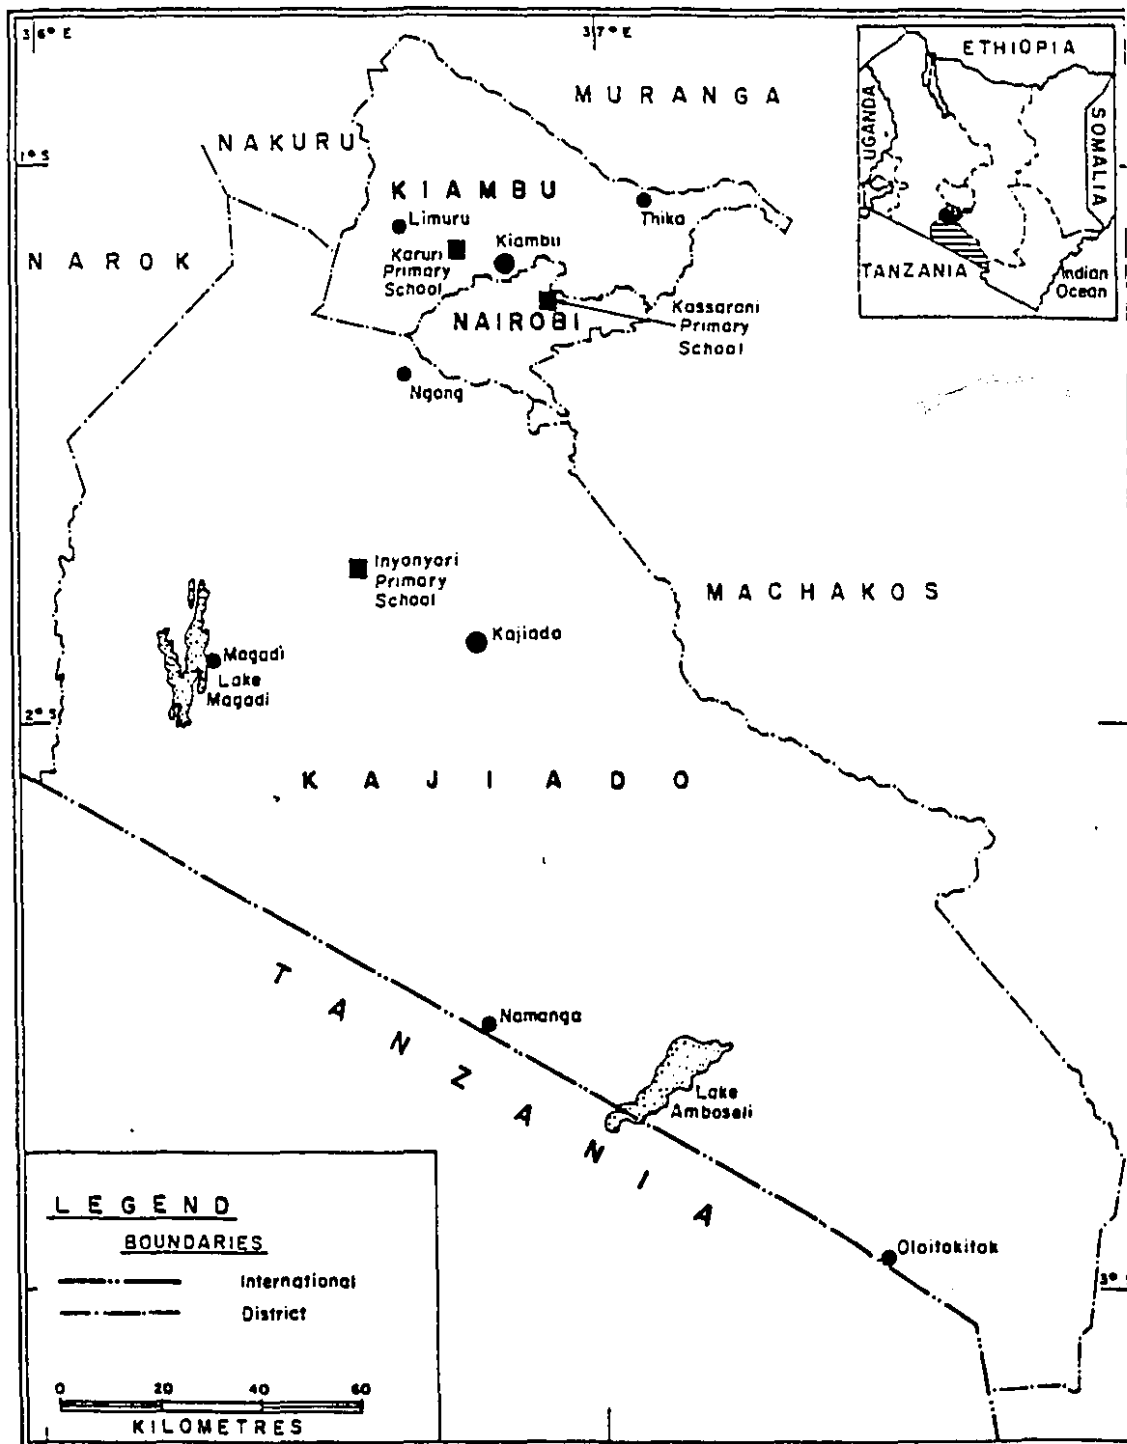 36° E
37° E
ETHIOPIA
UGANDA
SOMALIA
TANZANIA
Indian
Ocean
MURANGA
NAKURU
1° S
KIAMBU
Thika
Limuru
Karuri
Primary
School
Kiambu
NAROK
NAIROBI
Kassarani
Primary
School
Ngong
Inyonyori
Primary
School
MACHAKOS
Kajiado
Magadi
Lake
Magadi
2° S
KAJIADO
TANZANIA
Namanga
Lake
Amboseli
Oloitokitok
3°
LEGEND
BOUNDARIES
International
District
0 20 40 60
KILOMETRES